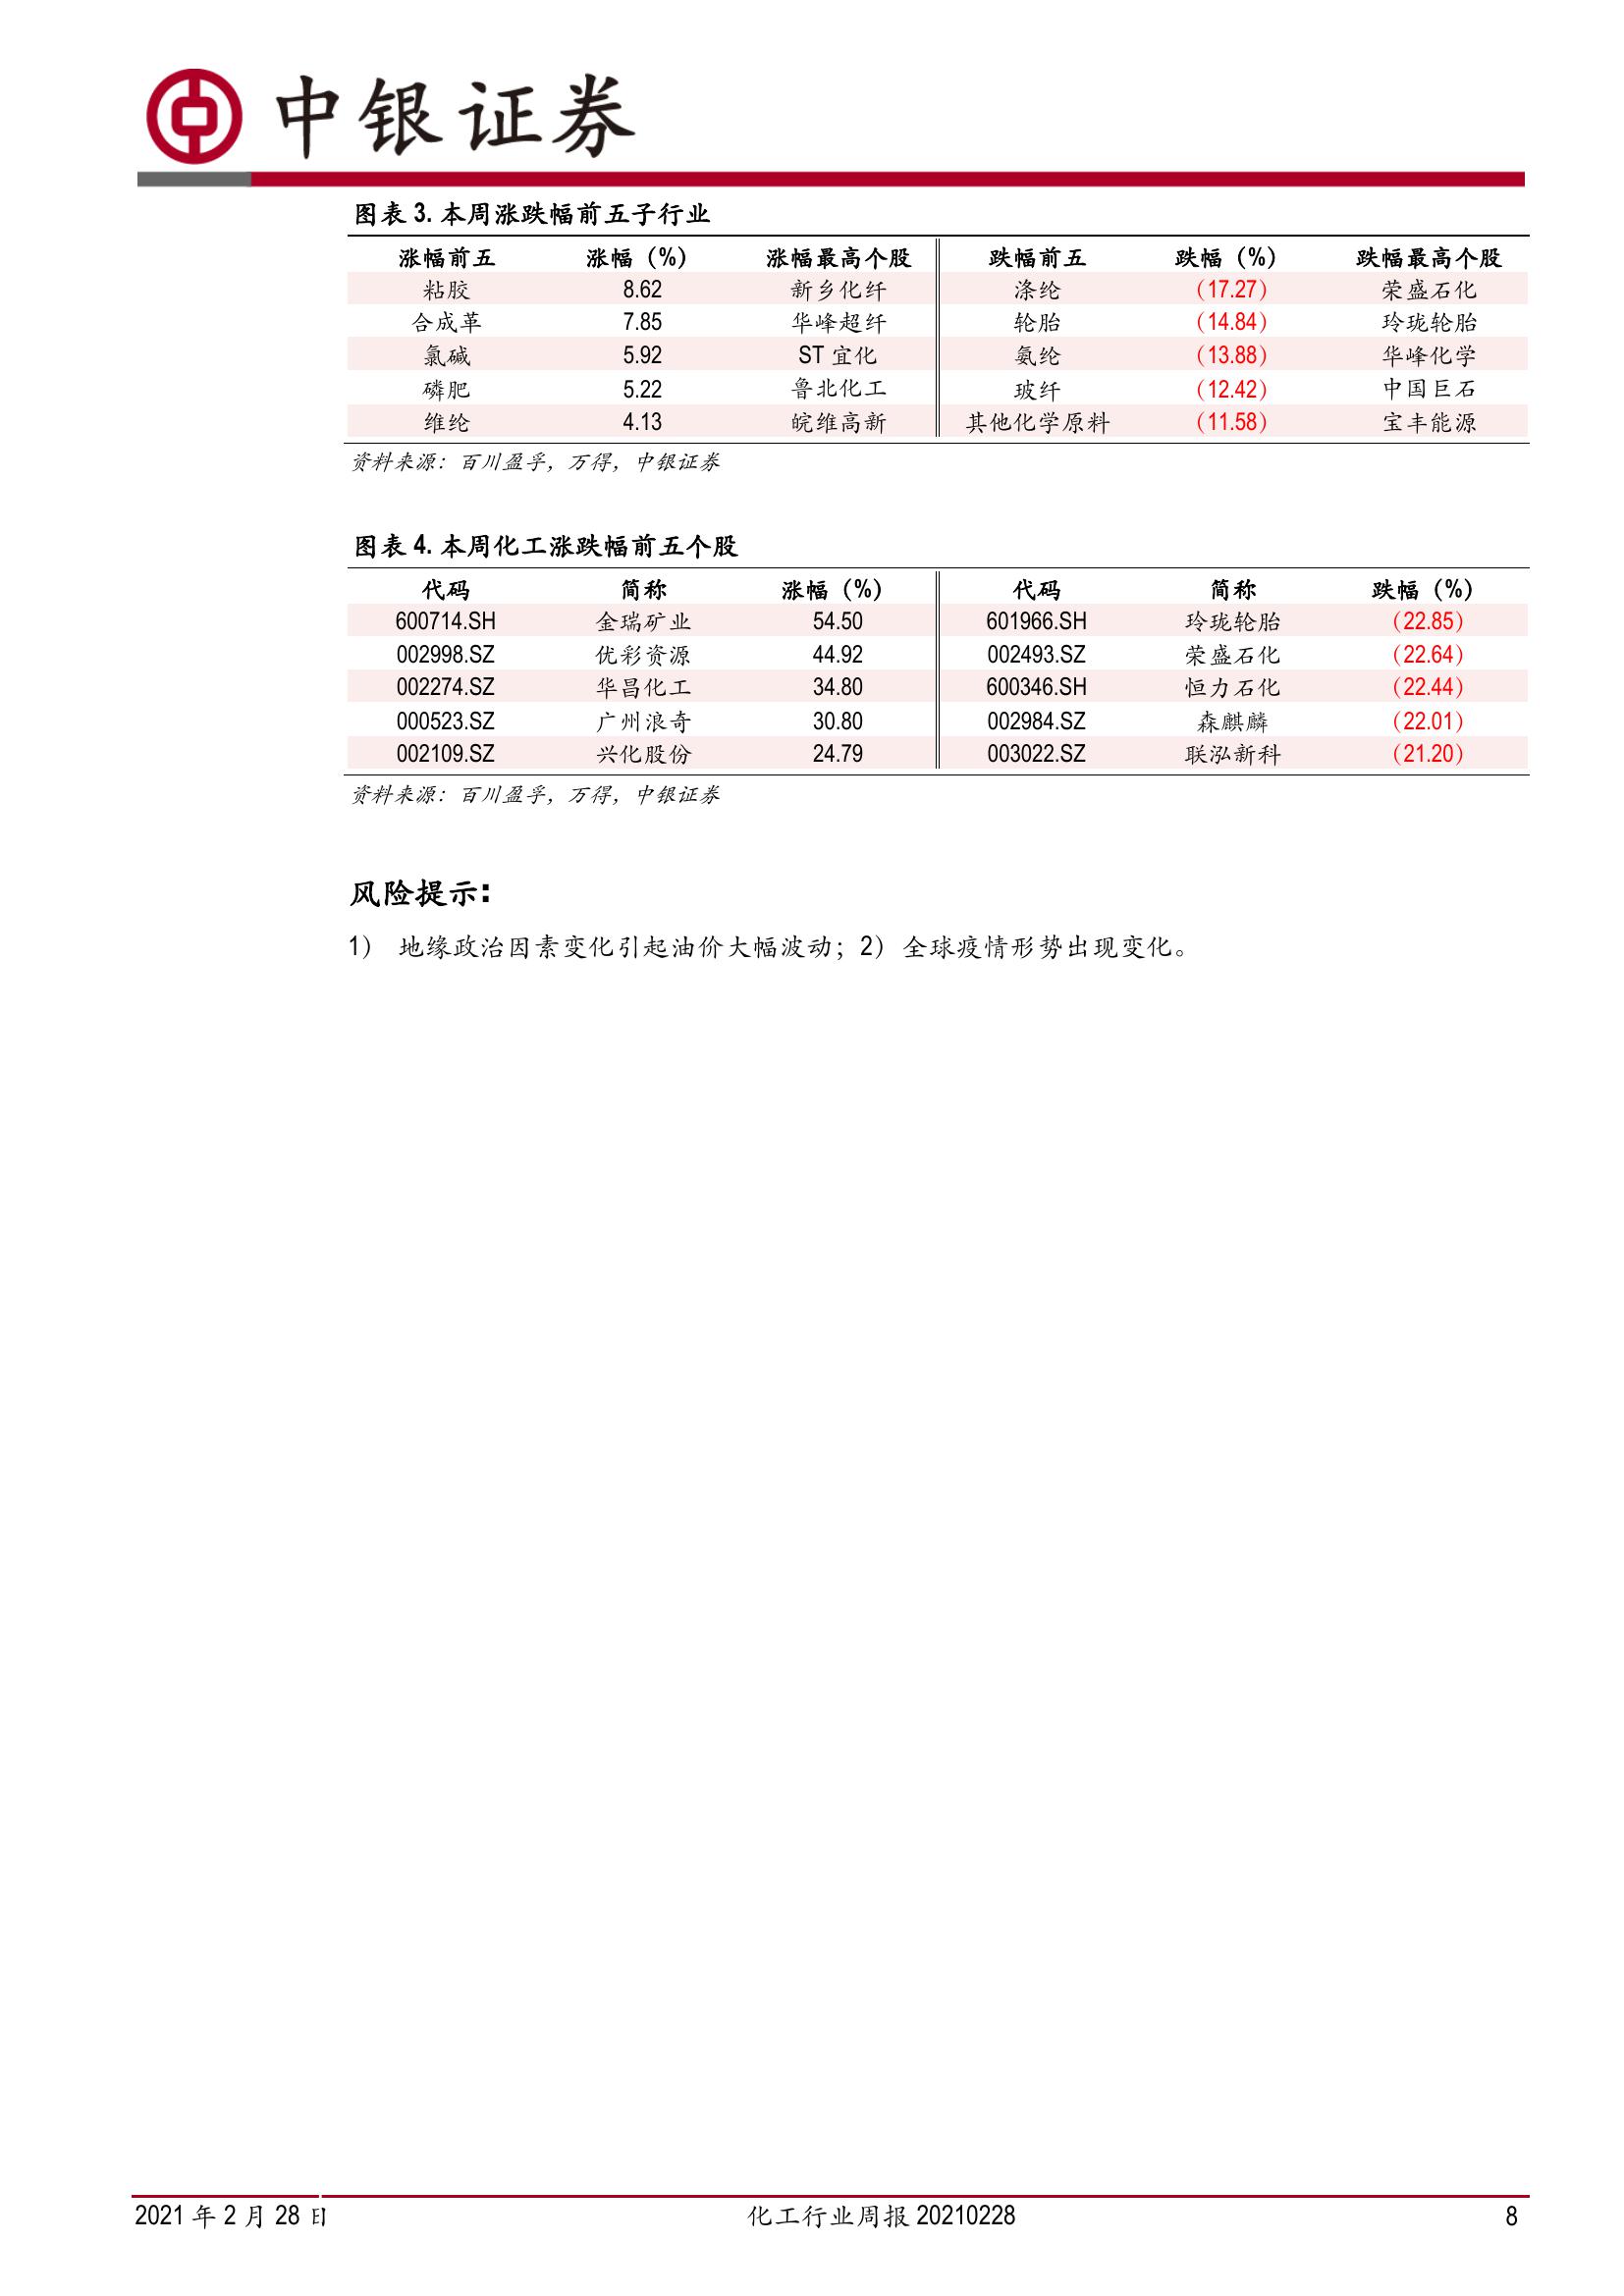 中银证券
图表 3. 本周涨跌幅前五子行业
涨幅前五 涨幅（%） 涨幅最高个股 跌幅前五 跌幅（%） 跌幅最高个股
粘胶 8.62 新乡化纤 涤纶 （17.27） 荣盛石化
合成革 7.85 华峰超纤 轮胎 （14.84） 玲珑轮胎
氯碱 5.92 ST 宜化 氨纶 （13.88） 华峰化学
磷肥 5.22 鲁北化工 玻纤 （12.42） 中国巨石
维纶 4.13 皖维高新 其他化学原料 （11.58） 宝丰能源
资料来源：百川盈孚，万得，中银证券
图表 4. 本周化工涨跌幅前五个股
代码 简称 涨幅（%） 代码 简称 跌幅（%）
600714.SH 金瑞矿业 54.50 601966.SH 玲珑轮胎 （22.85）
002998.SZ 优彩资源 44.92 002493.SZ 荣盛石化 （22.64）
002274.SZ 华昌化工 34.80 600346.SH 恒力石化 （22.44）
000523.SZ 广州浪奇 30.80 002984.SZ 森麒麟 （22.01）
002109.SZ 兴化股份 24.79 003022.SZ 联泓新科 （21.20）
资料来源：百川盈孚，万得，中银证券
风险提示：
1） 地缘政治因素变化引起油价大幅波动；2）全球疫情形势出现变化。
2021 年 2 月 28 日 化工行业周报 20210228 8